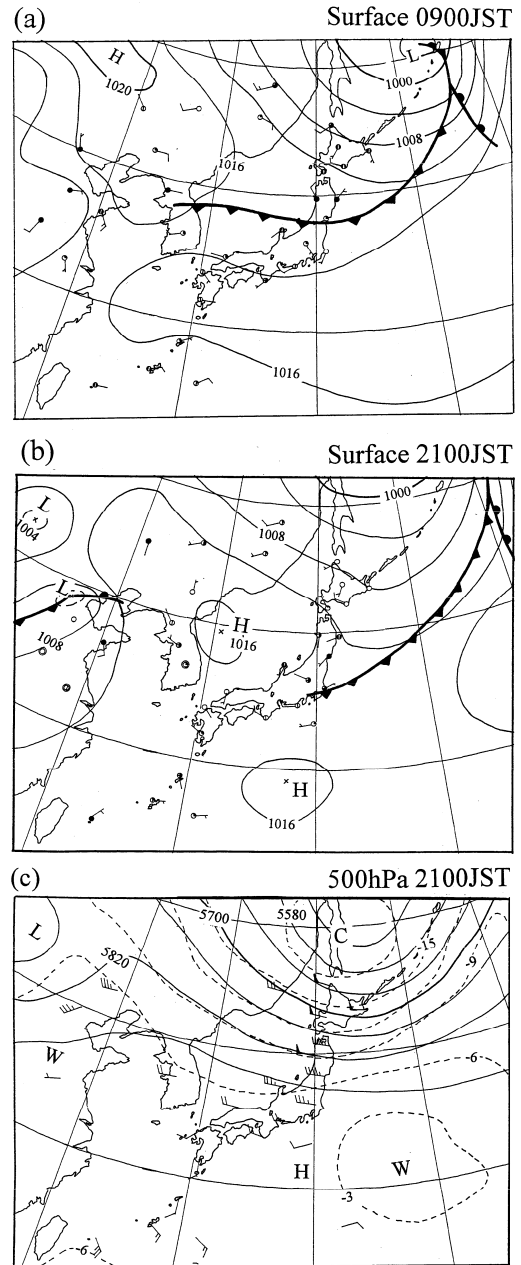 (a) Surface 0900JST
H
L
1020
1000
1008
1016
1016
(b) Surface 2100JST
L
1000
1004
1008
L
H
1016
1008
H
1016
(c) 500hPa 2100JST
L
5700
5580
C
-15
5820
-9
W
-6
H
W
-3
-6